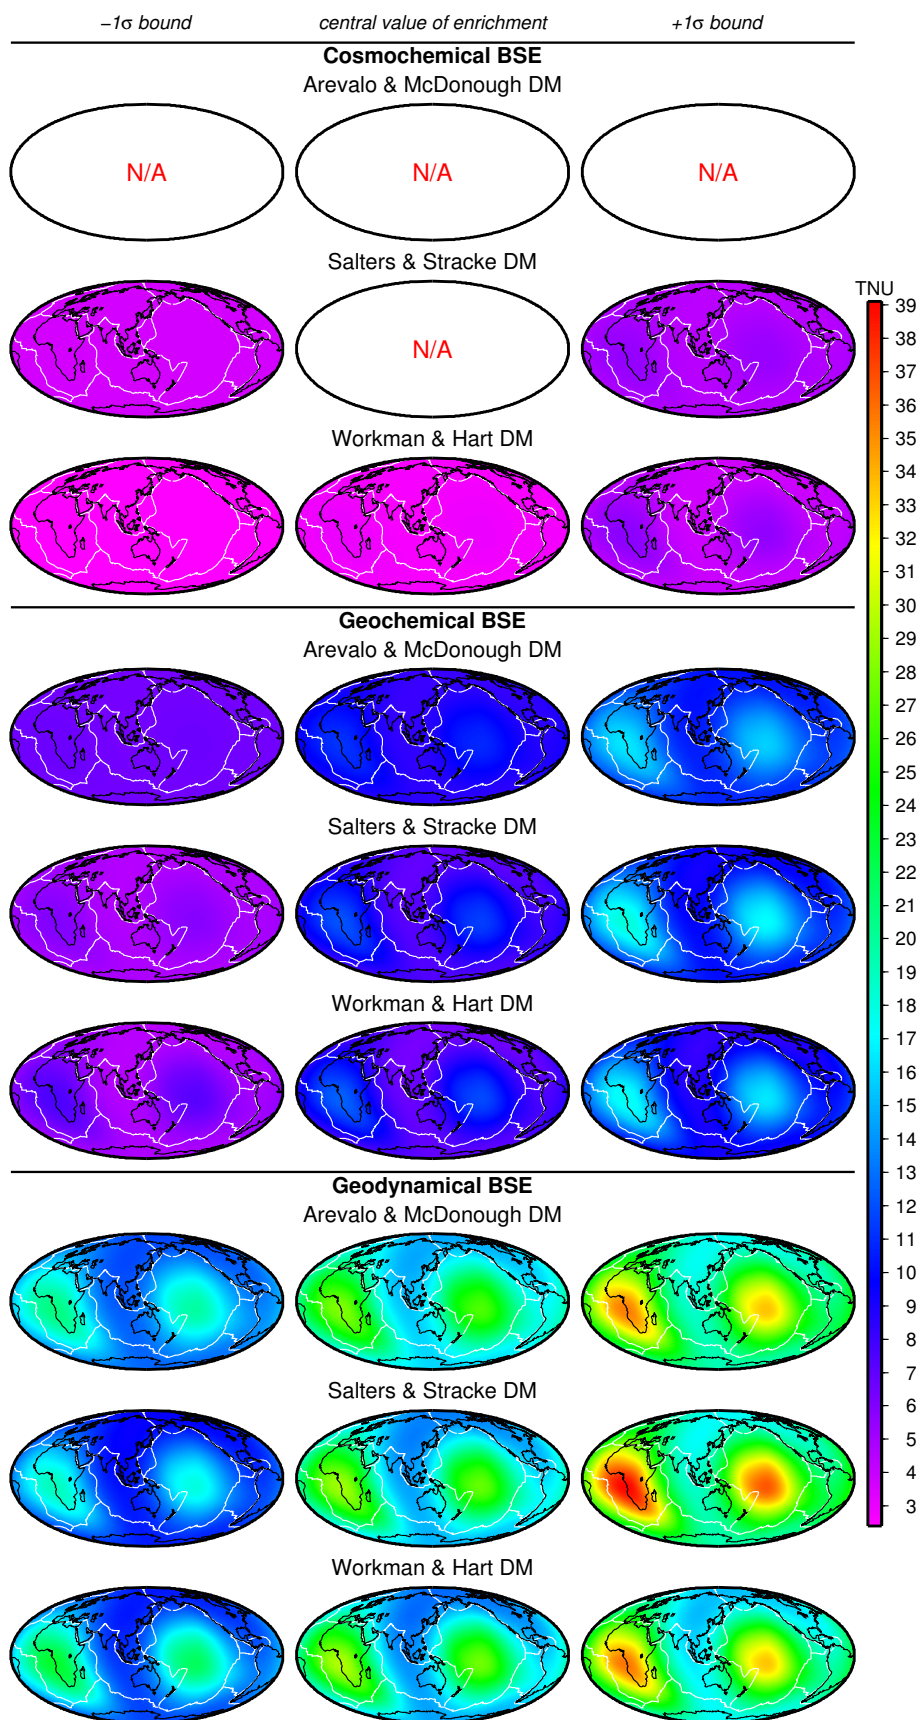 −1σ bound central value of enrichment +1σ bound
Cosmochemical BSE
Arevalo & McDonough DM
N/A N/A N/A
Salters & Stracke DM
N/A
Workman & Hart DM
Geochemical BSE
Arevalo & McDonough DM
Salters & Stracke DM
Workman & Hart DM
Geodynamical BSE
Arevalo & McDonough DM
Salters & Stracke DM
Workman & Hart DM
TNU
39
38
37
36
35
34
33
32
31
30
29
28
27
26
25
24
23
22
21
20
19
18
17
16
15
14
13
12
11
10
9
8
7
6
5
4
3